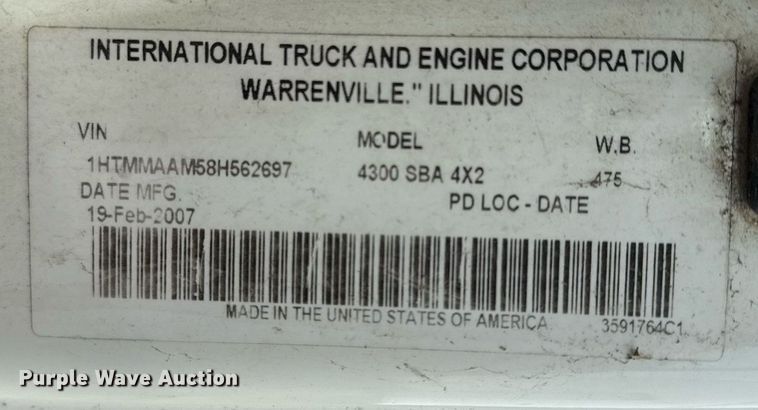 INTERNATIONAL TRUCK AND ENGINE CORPORATION
WARRENVILLE." ILLINOIS
VIN MODEL W.B.
1HTMMAAM58H562697 4300 SBA 4X2 475
DATE MFG. PD LOC - DATE
19-Feb-2007
MADE IN THE UNITED STATES OF AMERICA 3591764C1
Purple Wave Auction